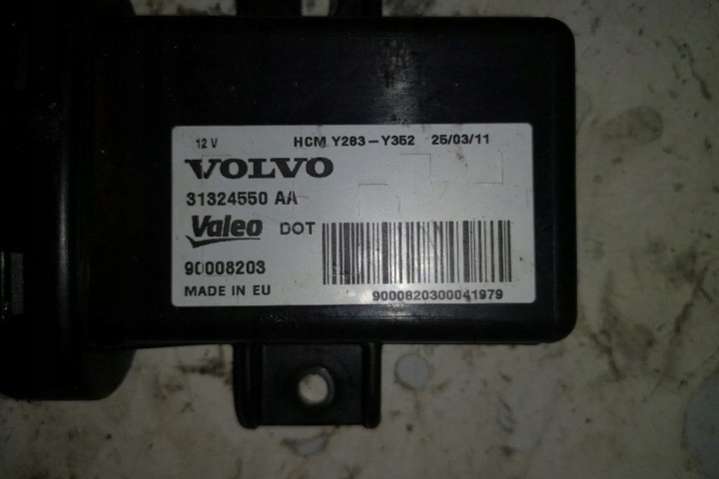 12 V HCM Y283-Y352 25/03/11
VOLVO
31324550 AA
Valeo DOT
90008203
MADE IN EU
9000820300041979